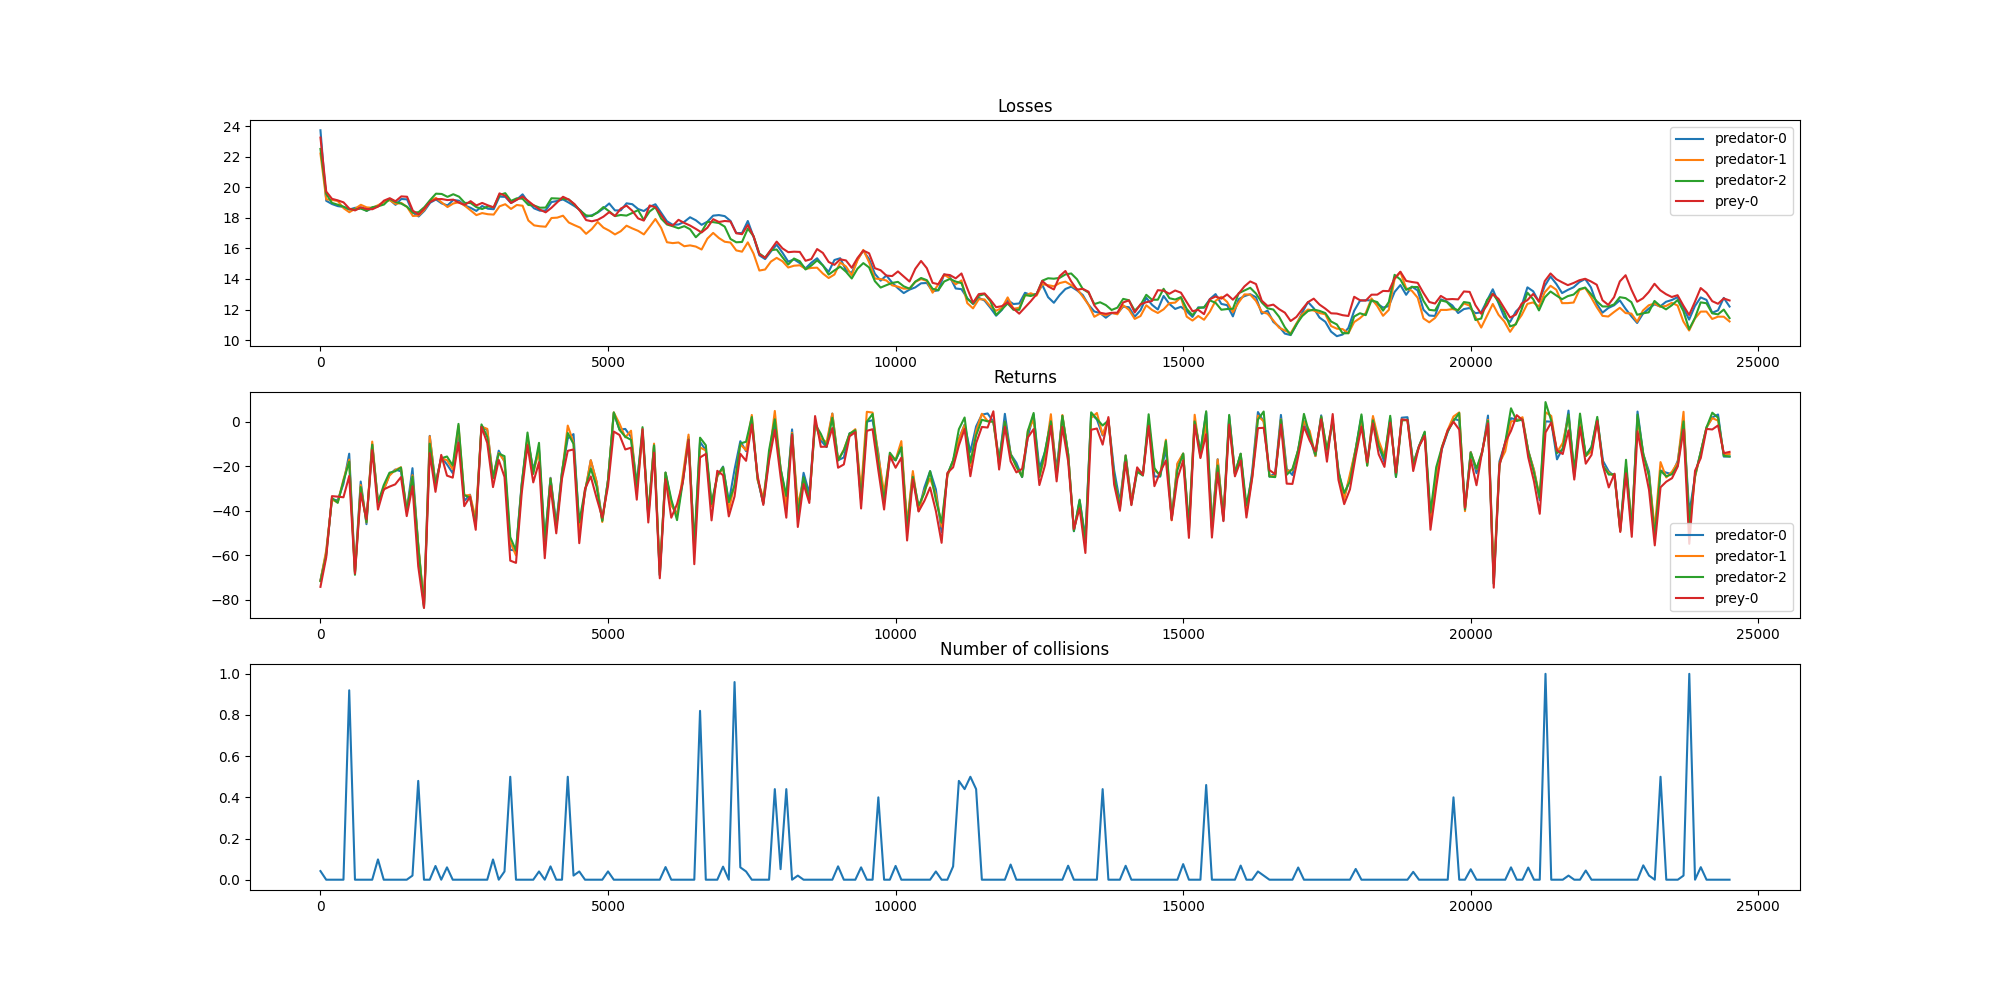 Losses
24
22
20
18
16
14
12
10
predator-0
predator-1
predator-2
prey-0
0 5000 10000 15000 20000 25000
Returns
0
−20
−40
−60
−80
predator-0
predator-1
predator-2
prey-0
0 5000 10000 15000 20000 25000
Number of collisions
1.0
0.8
0.6
0.4
0.2
0.0
0 5000 10000 15000 20000 25000